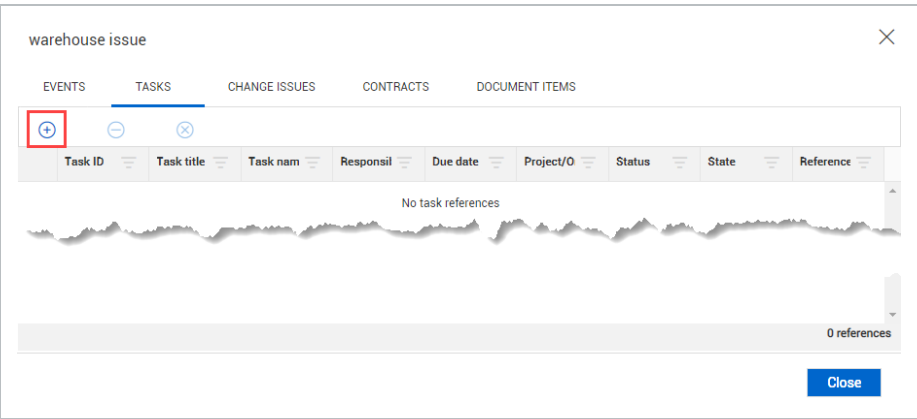 warehouse issue
EVENTS TASKS CHANGE ISSUES CONTRACTS DOCUMENT ITEMS
Task ID Task title Task nam Responsil Due date Project/O Status State Reference
No task references
0 references
Close